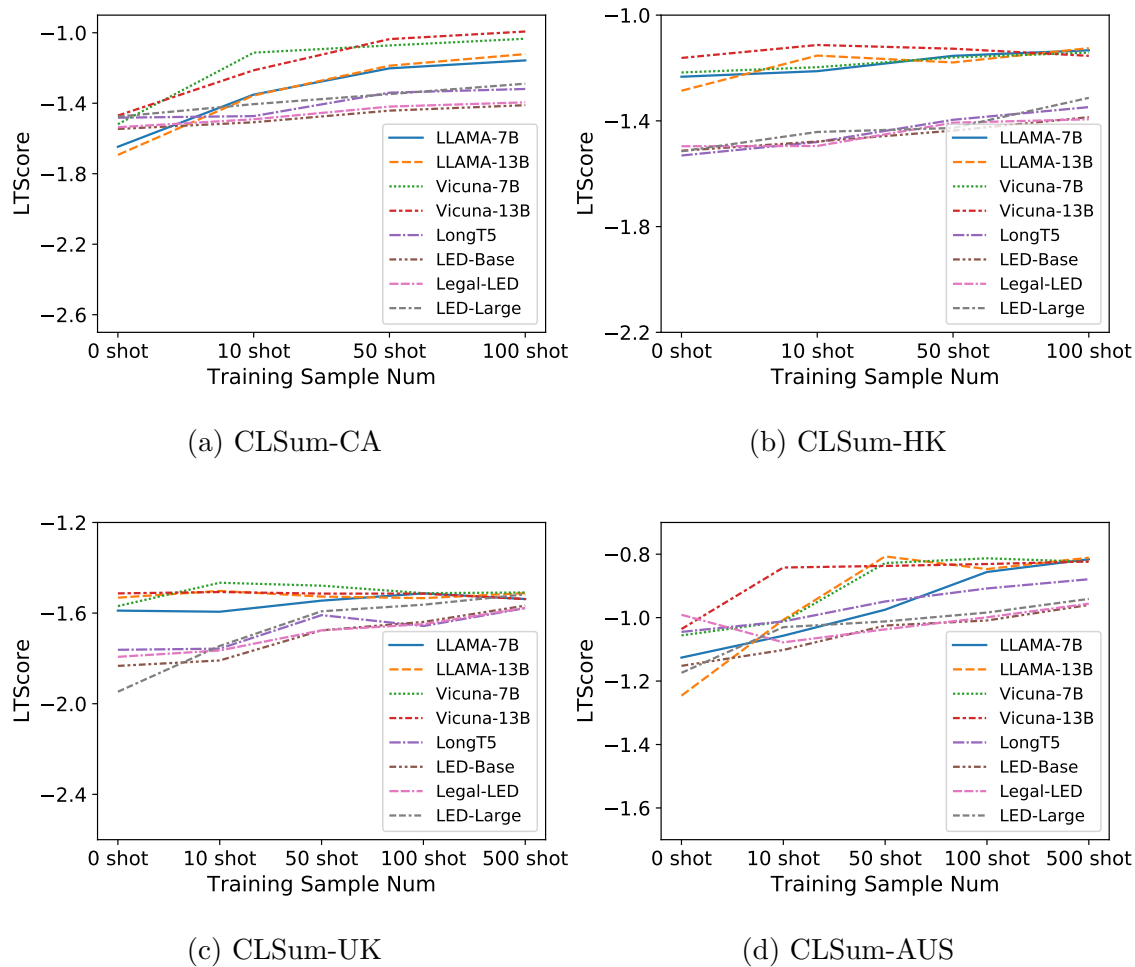 −1.0
−1.4
−1.8
−2.2
−2.6
LTScore
LLAMA-7B
LLAMA-13B
Vicuna-7B
Vicuna-13B
LongT5
LED-Base
Legal-LED
LED-Large
0 shot
10 shot
50 shot
100 shot
Training Sample Num
(a) CLSum-CA
−1.0
−1.4
−1.8
−2.2
LTScore
LLAMA-7B
LLAMA-13B
Vicuna-7B
Vicuna-13B
LongT5
LED-Base
Legal-LED
LED-Large
0 shot
10 shot
50 shot
100 shot
Training Sample Num
(b) CLSum-HK
−1.2
−1.6
−2.0
−2.4
LTScore
LLAMA-7B
LLAMA-13B
Vicuna-7B
Vicuna-13B
LongT5
LED-Base
Legal-LED
LED-Large
0 shot
10 shot
50 shot
100 shot
500 shot
Training Sample Num
(c) CLSum-UK
−0.8
−1.0
−1.2
−1.4
−1.6
LTScore
LLAMA-7B
LLAMA-13B
Vicuna-7B
Vicuna-13B
LongT5
LED-Base
Legal-LED
LED-Large
0 shot
10 shot
50 shot
100 shot
500 shot
Training Sample Num
(d) CLSum-AUS